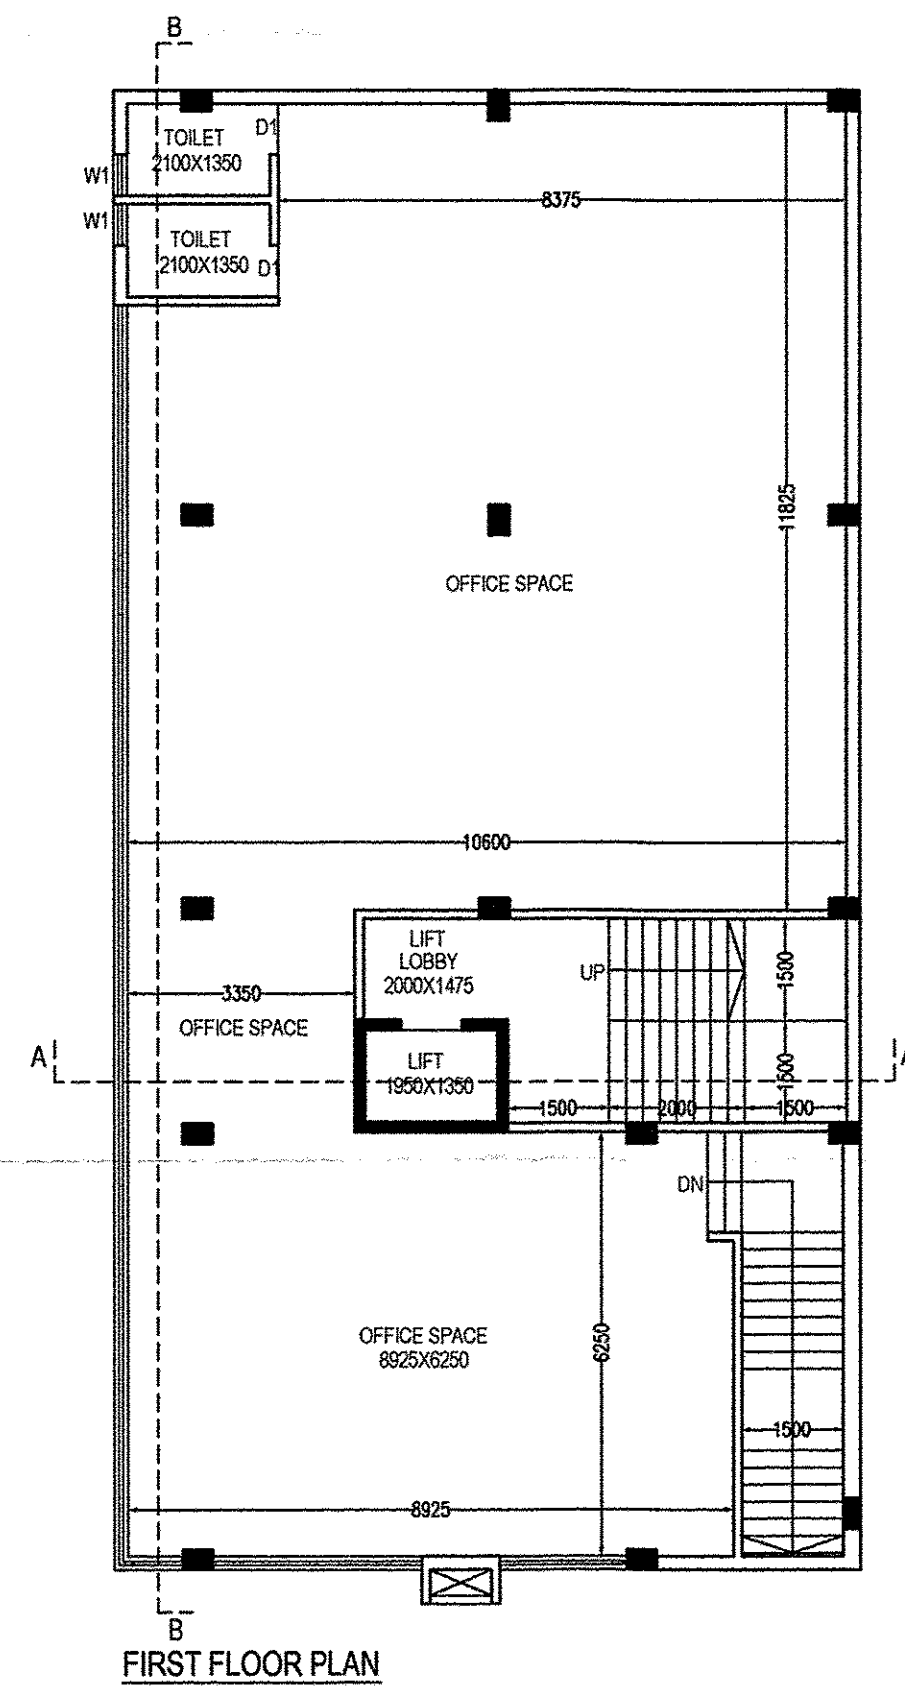 B
TOILET
2100X1350
D1
W1
8375
W1
TOILET
2100X1350
D1
11825
OFFICE SPACE
10600
LIFT
LOBBY
2000X1475
UP
1500
3350
OFFICE SPACE
A
A
LIFT
1950X1350
1500
1500
2000
1500
DN
OFFICE SPACE
8925X6250
6250
1500
8925
B
FIRST FLOOR PLAN